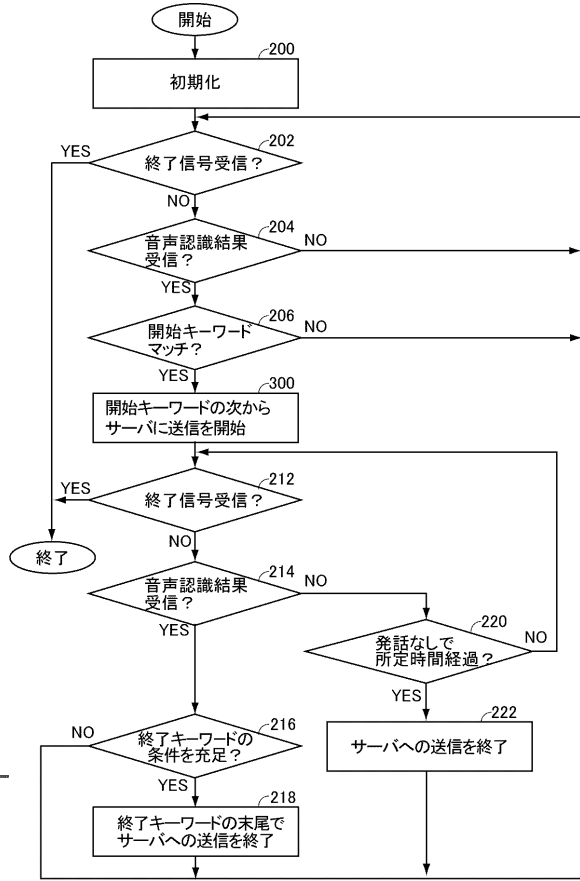 開始
200
初期化
202
終了信号受信？
YES
NO
204
音声認識結果
受信？
NO
YES
206
開始キーワード
マッチ？
NO
YES
300
開始キーワードの次から
サーバに送信を開始
212
終了信号受信？
YES
NO
終了
214
音声認識結果
受信？
NO
YES
220
発話なしで
所定時間経過？
NO
YES
216
終了キーワードの
条件を充足？
NO
YES
222
サーバへの送信を終了
218
終了キーワードの末尾で
サーバへの送信を終了